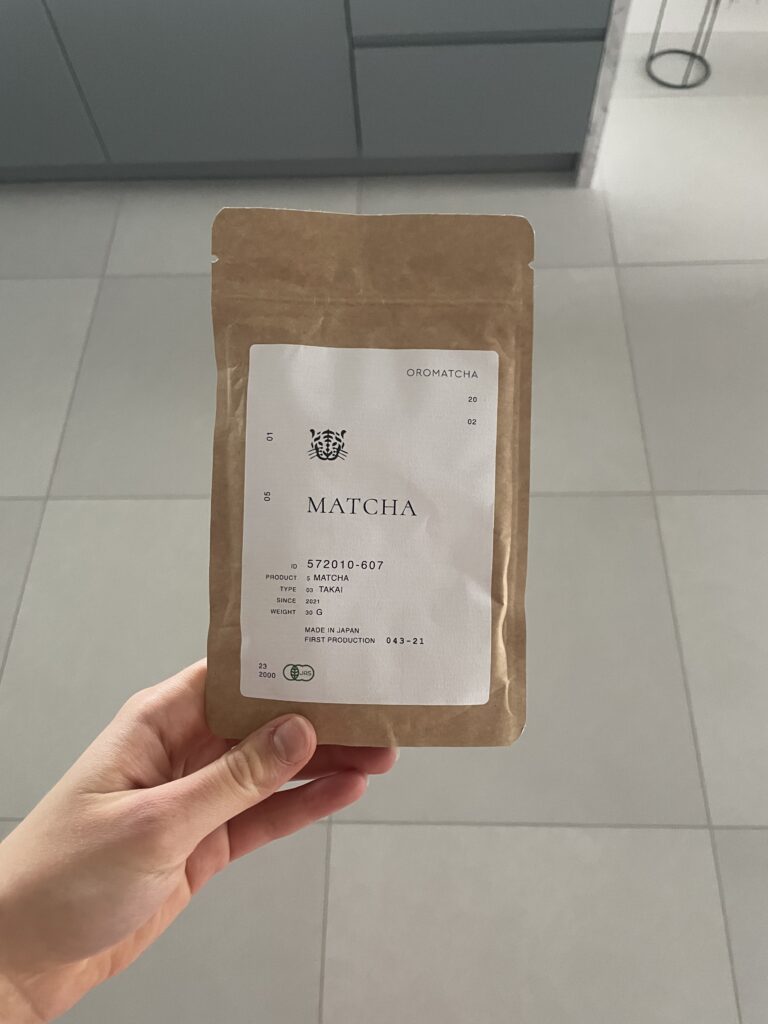 OROMATCHA
20
02
01
05
MATCHA
ID 572010-607
PRODUCT 5 MATCHA
TYPE 03 TAKAI
SINCE 2021
WEIGHT 30 G
MADE IN JAPAN
FIRST PRODUCTION 043-21
23
2000
JAS